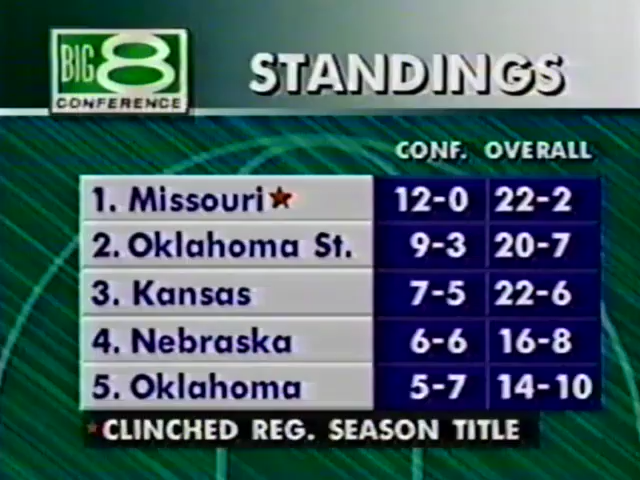 BIG 8
CONFERENCE
STANDINGS
CONF. OVERALL
1. Missouri★ 12-0 22-2
2. Oklahoma St. 9-3 20-7
3. Kansas 7-5 22-6
4. Nebraska 6-6 16-8
5. Oklahoma 5-7 14-10
★CLINCHED REG. SEASON TITLE